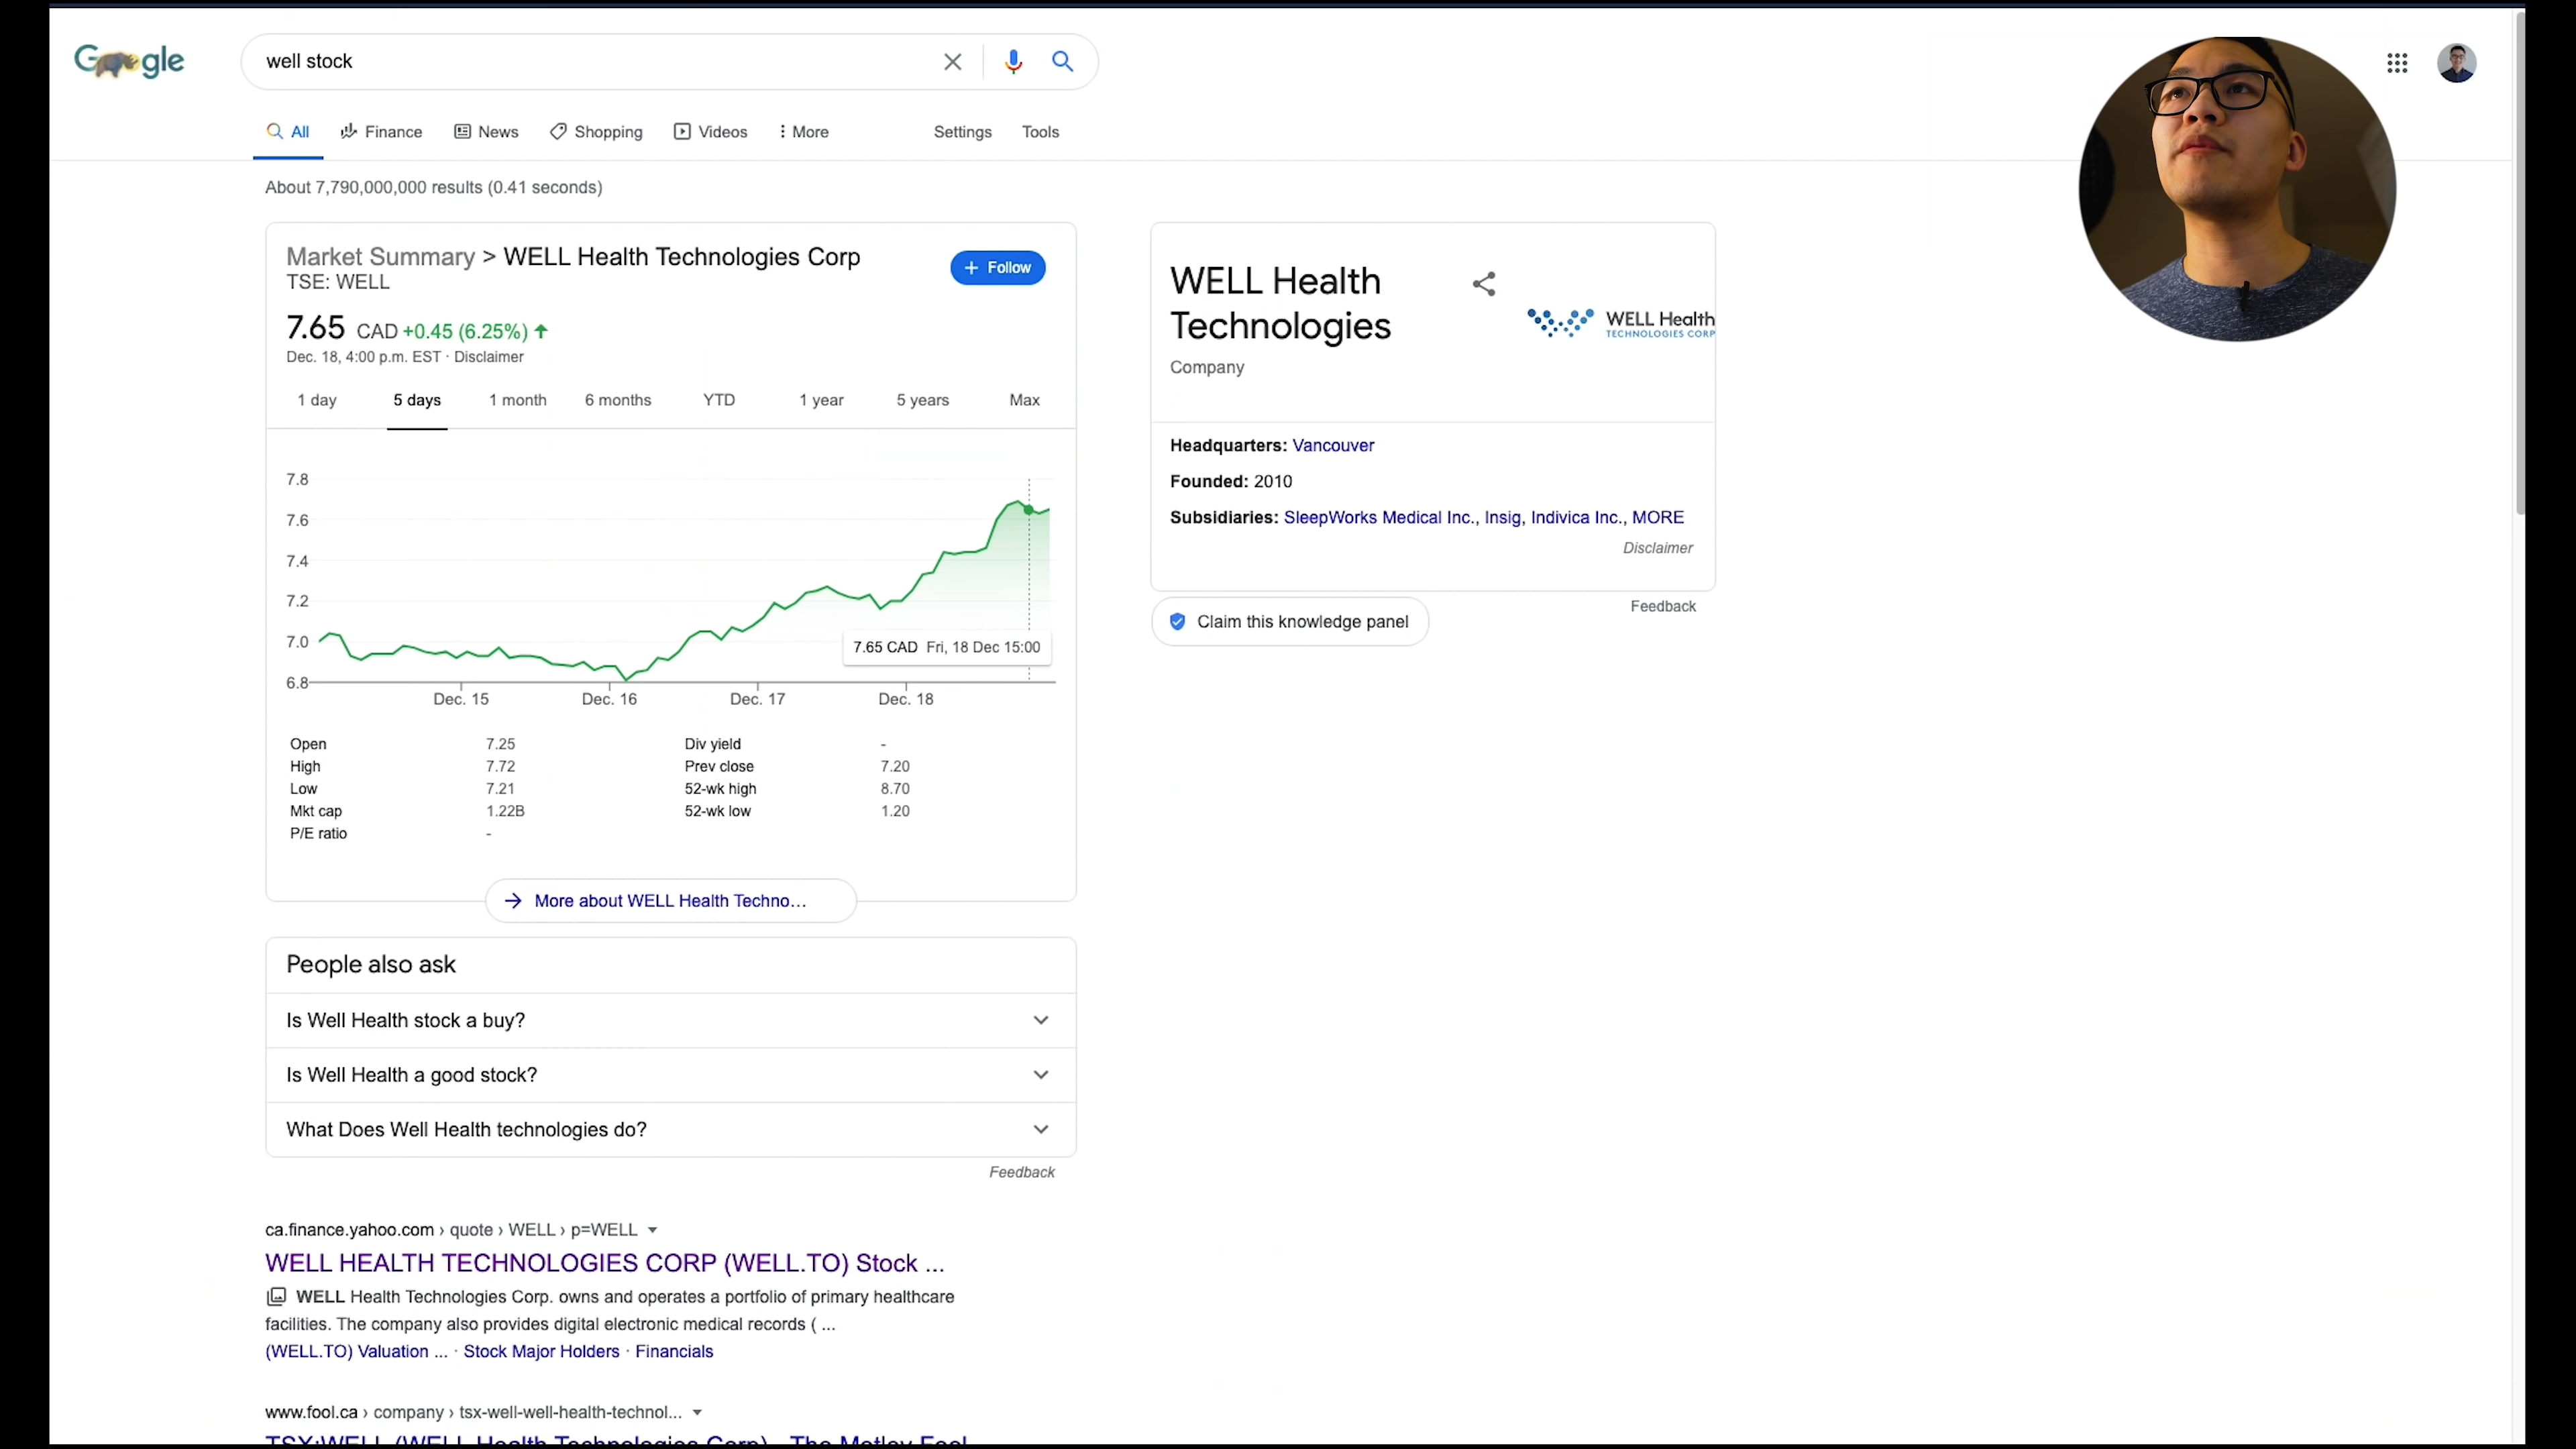 Google
well stock
All
Finance
News
Shopping
Videos
More
Settings
Tools
About 7,790,000,000 results (0.41 seconds)
Market Summary > WELL Health Technologies Corp
TSE: WELL
Follow
7.65 CAD +0.45 (6.25%)
Dec. 18, 4:00 p.m. EST · Disclaimer
1 day
5 days
1 month
6 months
YTD
1 year
5 years
Max
7.8
7.6
7.4
7.2
7.0
6.8
7.65 CAD Fri, 18 Dec 15:00
Dec. 15
Dec. 16
Dec. 17
Dec. 18
Open 7.25 Div yield -
High 7.72 Prev close 7.20
Low 7.21 52-wk high 8.70
Mkt cap 1.22B 52-wk low 1.20
P/E ratio -
More about WELL Health Techno...
People also ask
Is Well Health stock a buy?
Is Well Health a good stock?
What Does Well Health technologies do?
Feedback
ca.finance.yahoo.com › quote › WELL › p=WELL
WELL HEALTH TECHNOLOGIES CORP (WELL.TO) Stock ...
WELL Health Technologies Corp. owns and operates a portfolio of primary healthcare
facilities. The company also provides digital electronic medical records ( ...
(WELL.TO) Valuation ... · Stock Major Holders · Financials
www.fool.ca › company › tsx-well-well-health-technol...
TSX:WELL (WELL Health Technologies Corp) - The Motley Fool
WELL Health
Technologies
Company
WELL Health
TECHNOLOGIES CORP
Headquarters: Vancouver
Founded: 2010
Subsidiaries: SleepWorks Medical Inc., Insig, Indivica Inc., MORE
Disclaimer
Feedback
Claim this knowledge panel